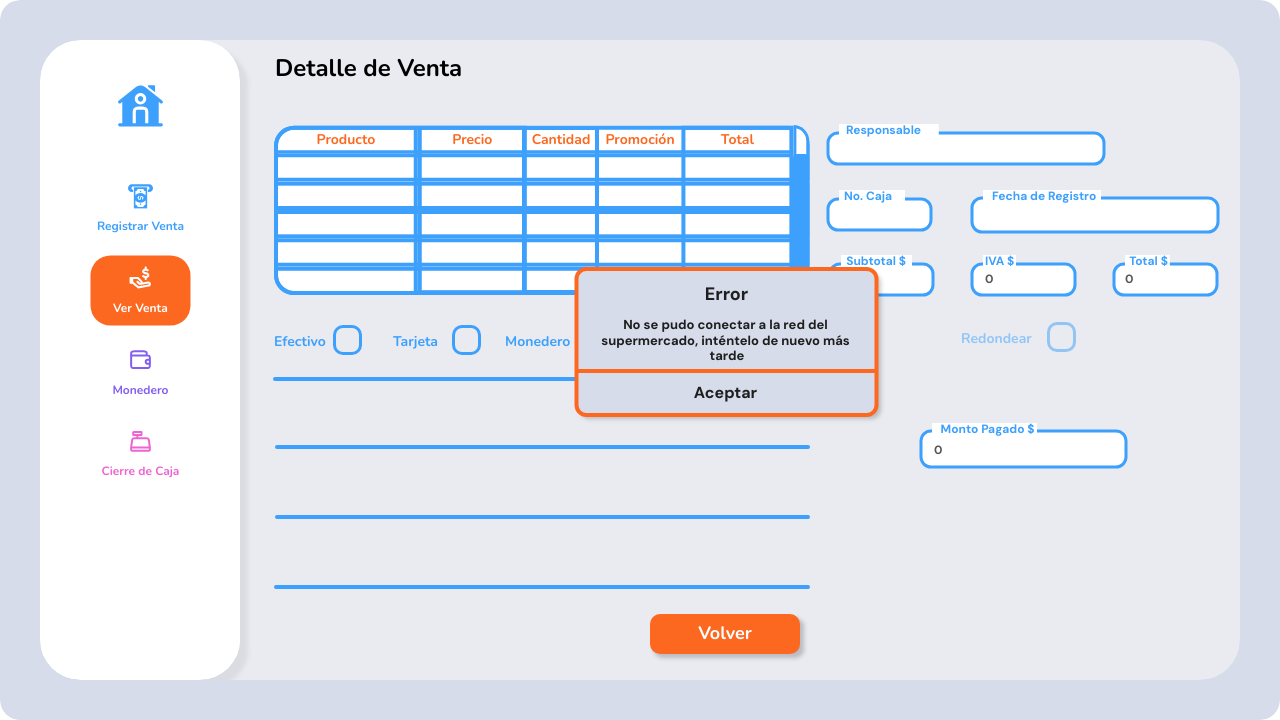 Detalle de Venta
Producto Precio Cantidad Promoción Total
Responsable
No. Caja Fecha de Registro
Subtotal $ IVA $ Total $
0 0
Registrar Venta
Ver Venta
Monedero
Cierre de Caja
Efectivo Tarjeta Monedero
Redondear
Error
No se pudo conectar a la red del
supermercado, inténtelo de nuevo más
tarde
Aceptar
Monto Pagado $
0
Volver